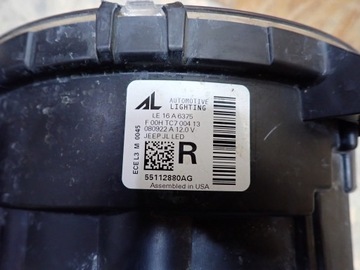 AL AUTOMOTIVE
LIGHTING
LE 16 A 6375
F 00H TC7 004 13
080922 A 12.0 V
JEEP JL LED
ECE L3 M 0045
R
55112880AG
Assembled in USA